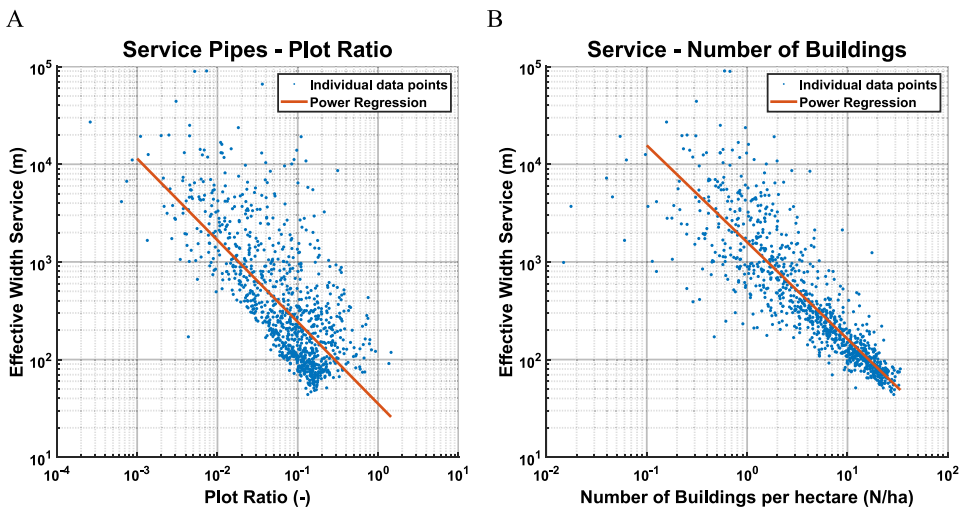 A
Service Pipes - Plot Ratio
Individual data points
Power Regression
Effective Width Service (m)
10^5
10^4
10^3
10^2
10^1
10^-4
10^-3
10^-2
10^-1
10^0
10^1
Plot Ratio (-)
B
Service - Number of Buildings
Individual data points
Power Regression
Effective Width Service (m)
10^5
10^4
10^3
10^2
10^1
10^-2
10^-1
10^0
10^1
10^2
Number of Buildings per hectare (N/ha)